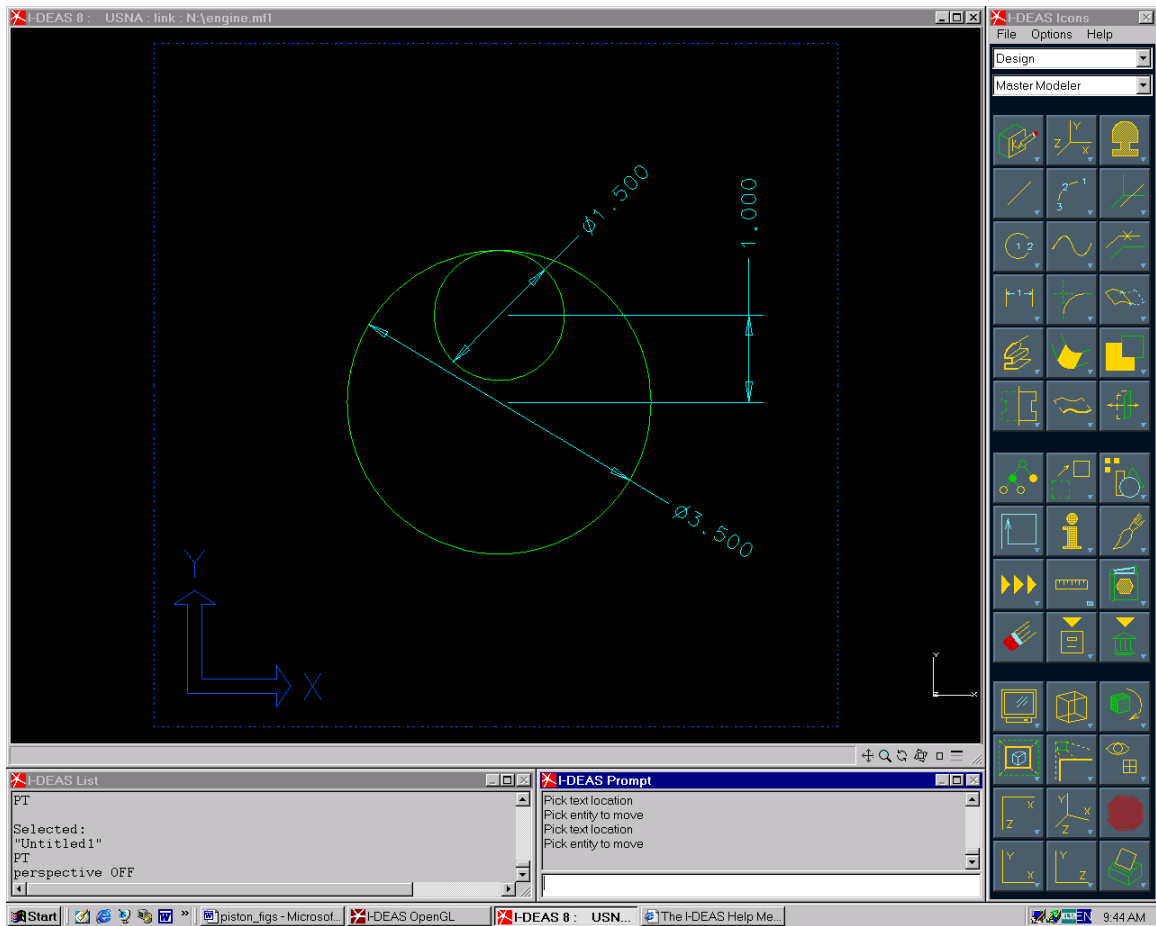 I-DEAS 8 : USNA : link : N:\engine.mf1
I-DEAS Icons
File Options Help
Design
Master Modeler
Ø1.500
1.000
Ø3.500
Y
X
Y
X
Z
I-DEAS List
PT
Selected:
"Untitled1"
PT
perspective OFF
I-DEAS Prompt
Pick text location
Pick entity to move
Pick text location
Pick entity to move
Start
piston_figs - Microsof...
I-DEAS OpenGL
I-DEAS 8 : USN...
The I-DEAS Help Me...
EN
9:44 AM